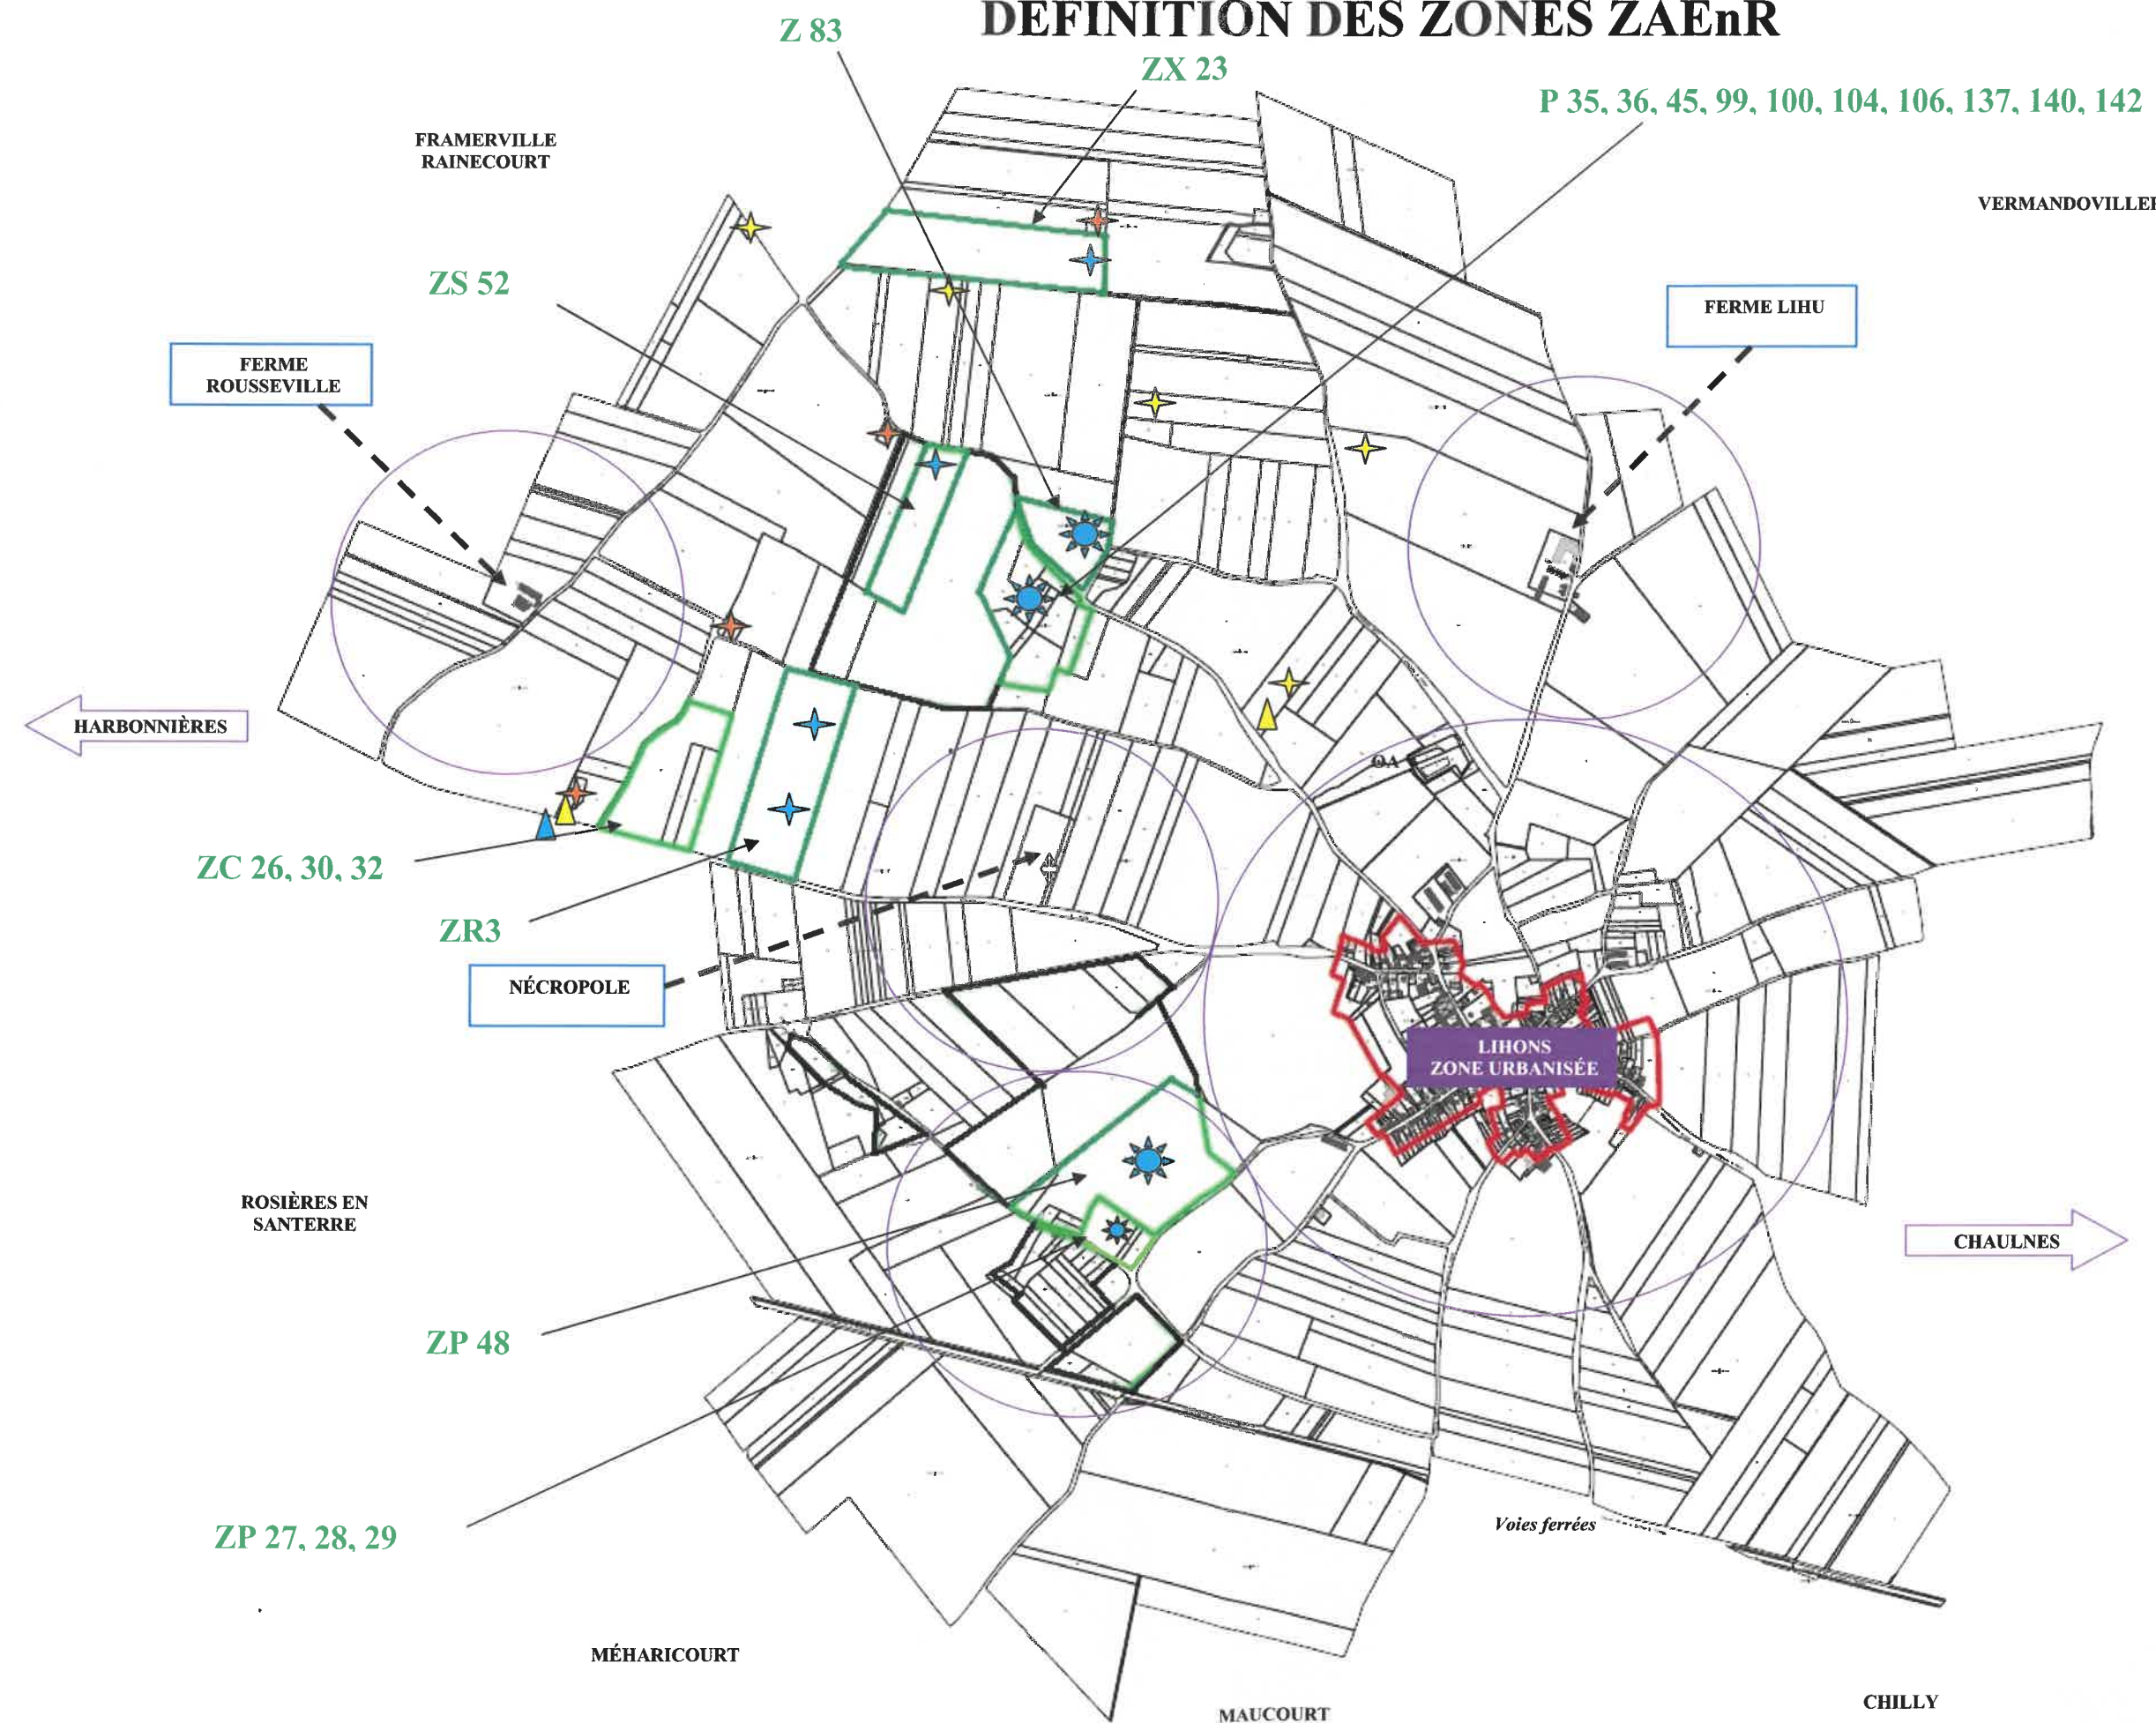 DEFINITION DES ZONES ZAEnR
Z 83
ZX 23
P 35, 36, 45, 99, 100, 104, 106, 137, 140, 142
FRAMERVILLE
RAINECOURT
VERMANDOVILLE
ZS 52
FERME LIHU
FERME
ROUSSEVILLE
HARBONNIÈRES
OA
ZC 26, 30, 32
ZR3
NÉCROPOLE
LIHONS
ZONE URBANISÉE
ROSIÈRES EN
SANTERRE
CHAULNES
ZP 48
Voies ferrées
ZP 27, 28, 29
MÉHARICOURT
CHILLY
MAUCOURT